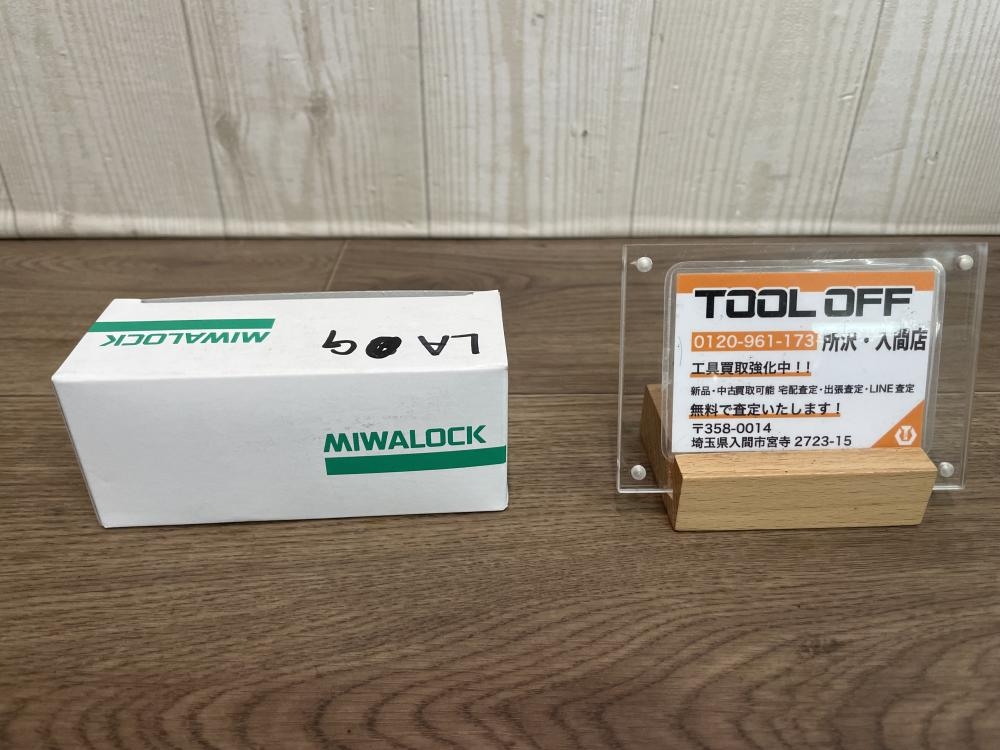 MIWALOCK
LA G
MIWALOCK
TOOL OFF
0120-961-173 所沢・入間店
工具買取強化中！！
新品・中古買取可能 宅配査定・出張査定・LINE査定
無料で査定いたします！
〒358-0014
埼玉県入間市宮寺 2723-15